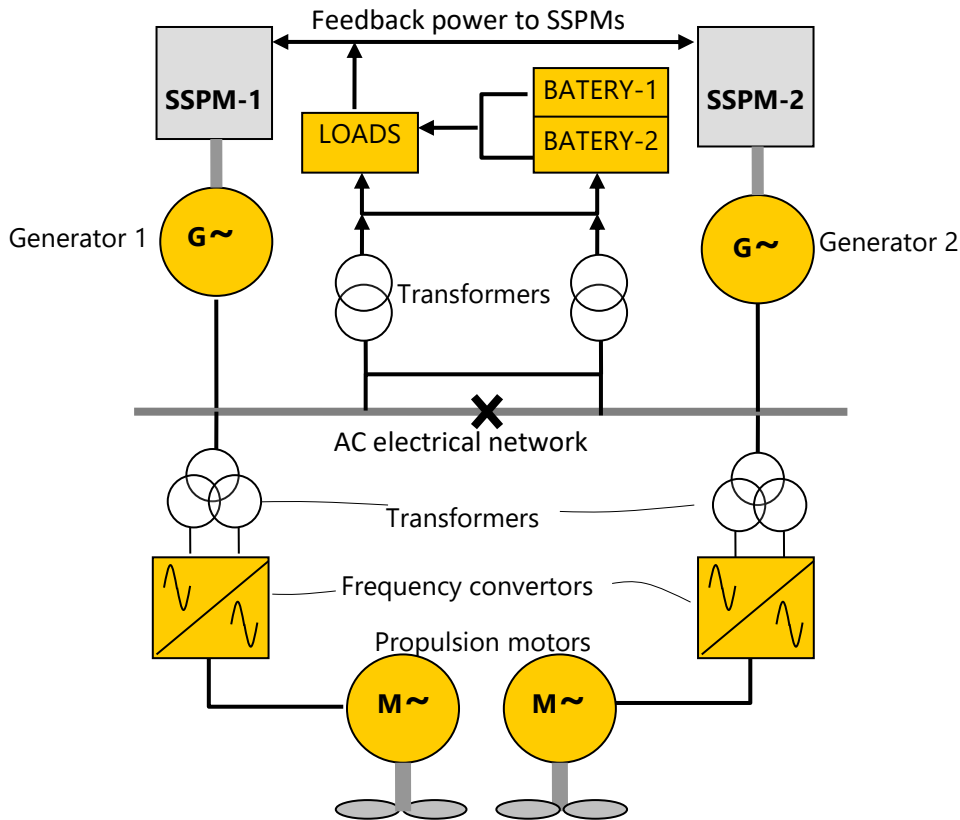 Feedback power to SSPMs
SSPM-1
BATERY-1
SSPM-2
LOADS
BATERY-2
Generator 1
G~
G~
Generator 2
Transformers
AC electrical network
Transformers
Frequency convertors
Propulsion motors
M~
M~